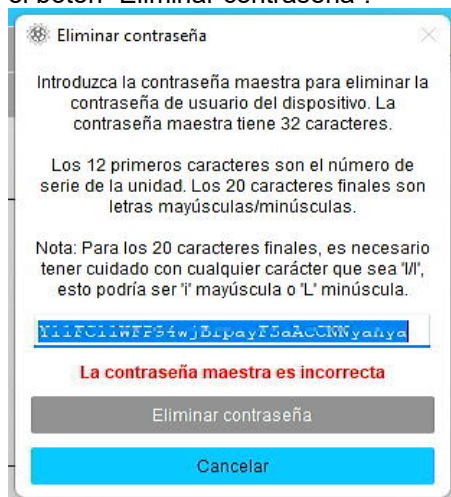 el botón "Eliminar contraseña".
Eliminar contraseña
Introduzca la contraseña maestra para eliminar la
contraseña de usuario del dispositivo. La
contraseña maestra tiene 32 caracteres.
Los 12 primeros caracteres son el número de
serie de la unidad. Los 20 caracteres finales son
letras mayúsculas/minúsculas.
Nota: Para los 20 caracteres finales, es necesario
tener cuidado con cualquier carácter que sea 'I/l',
esto podría ser 'i' mayúscula o 'L' minúscula.
La contraseña maestra es incorrecta
Eliminar contraseña
Cancelar